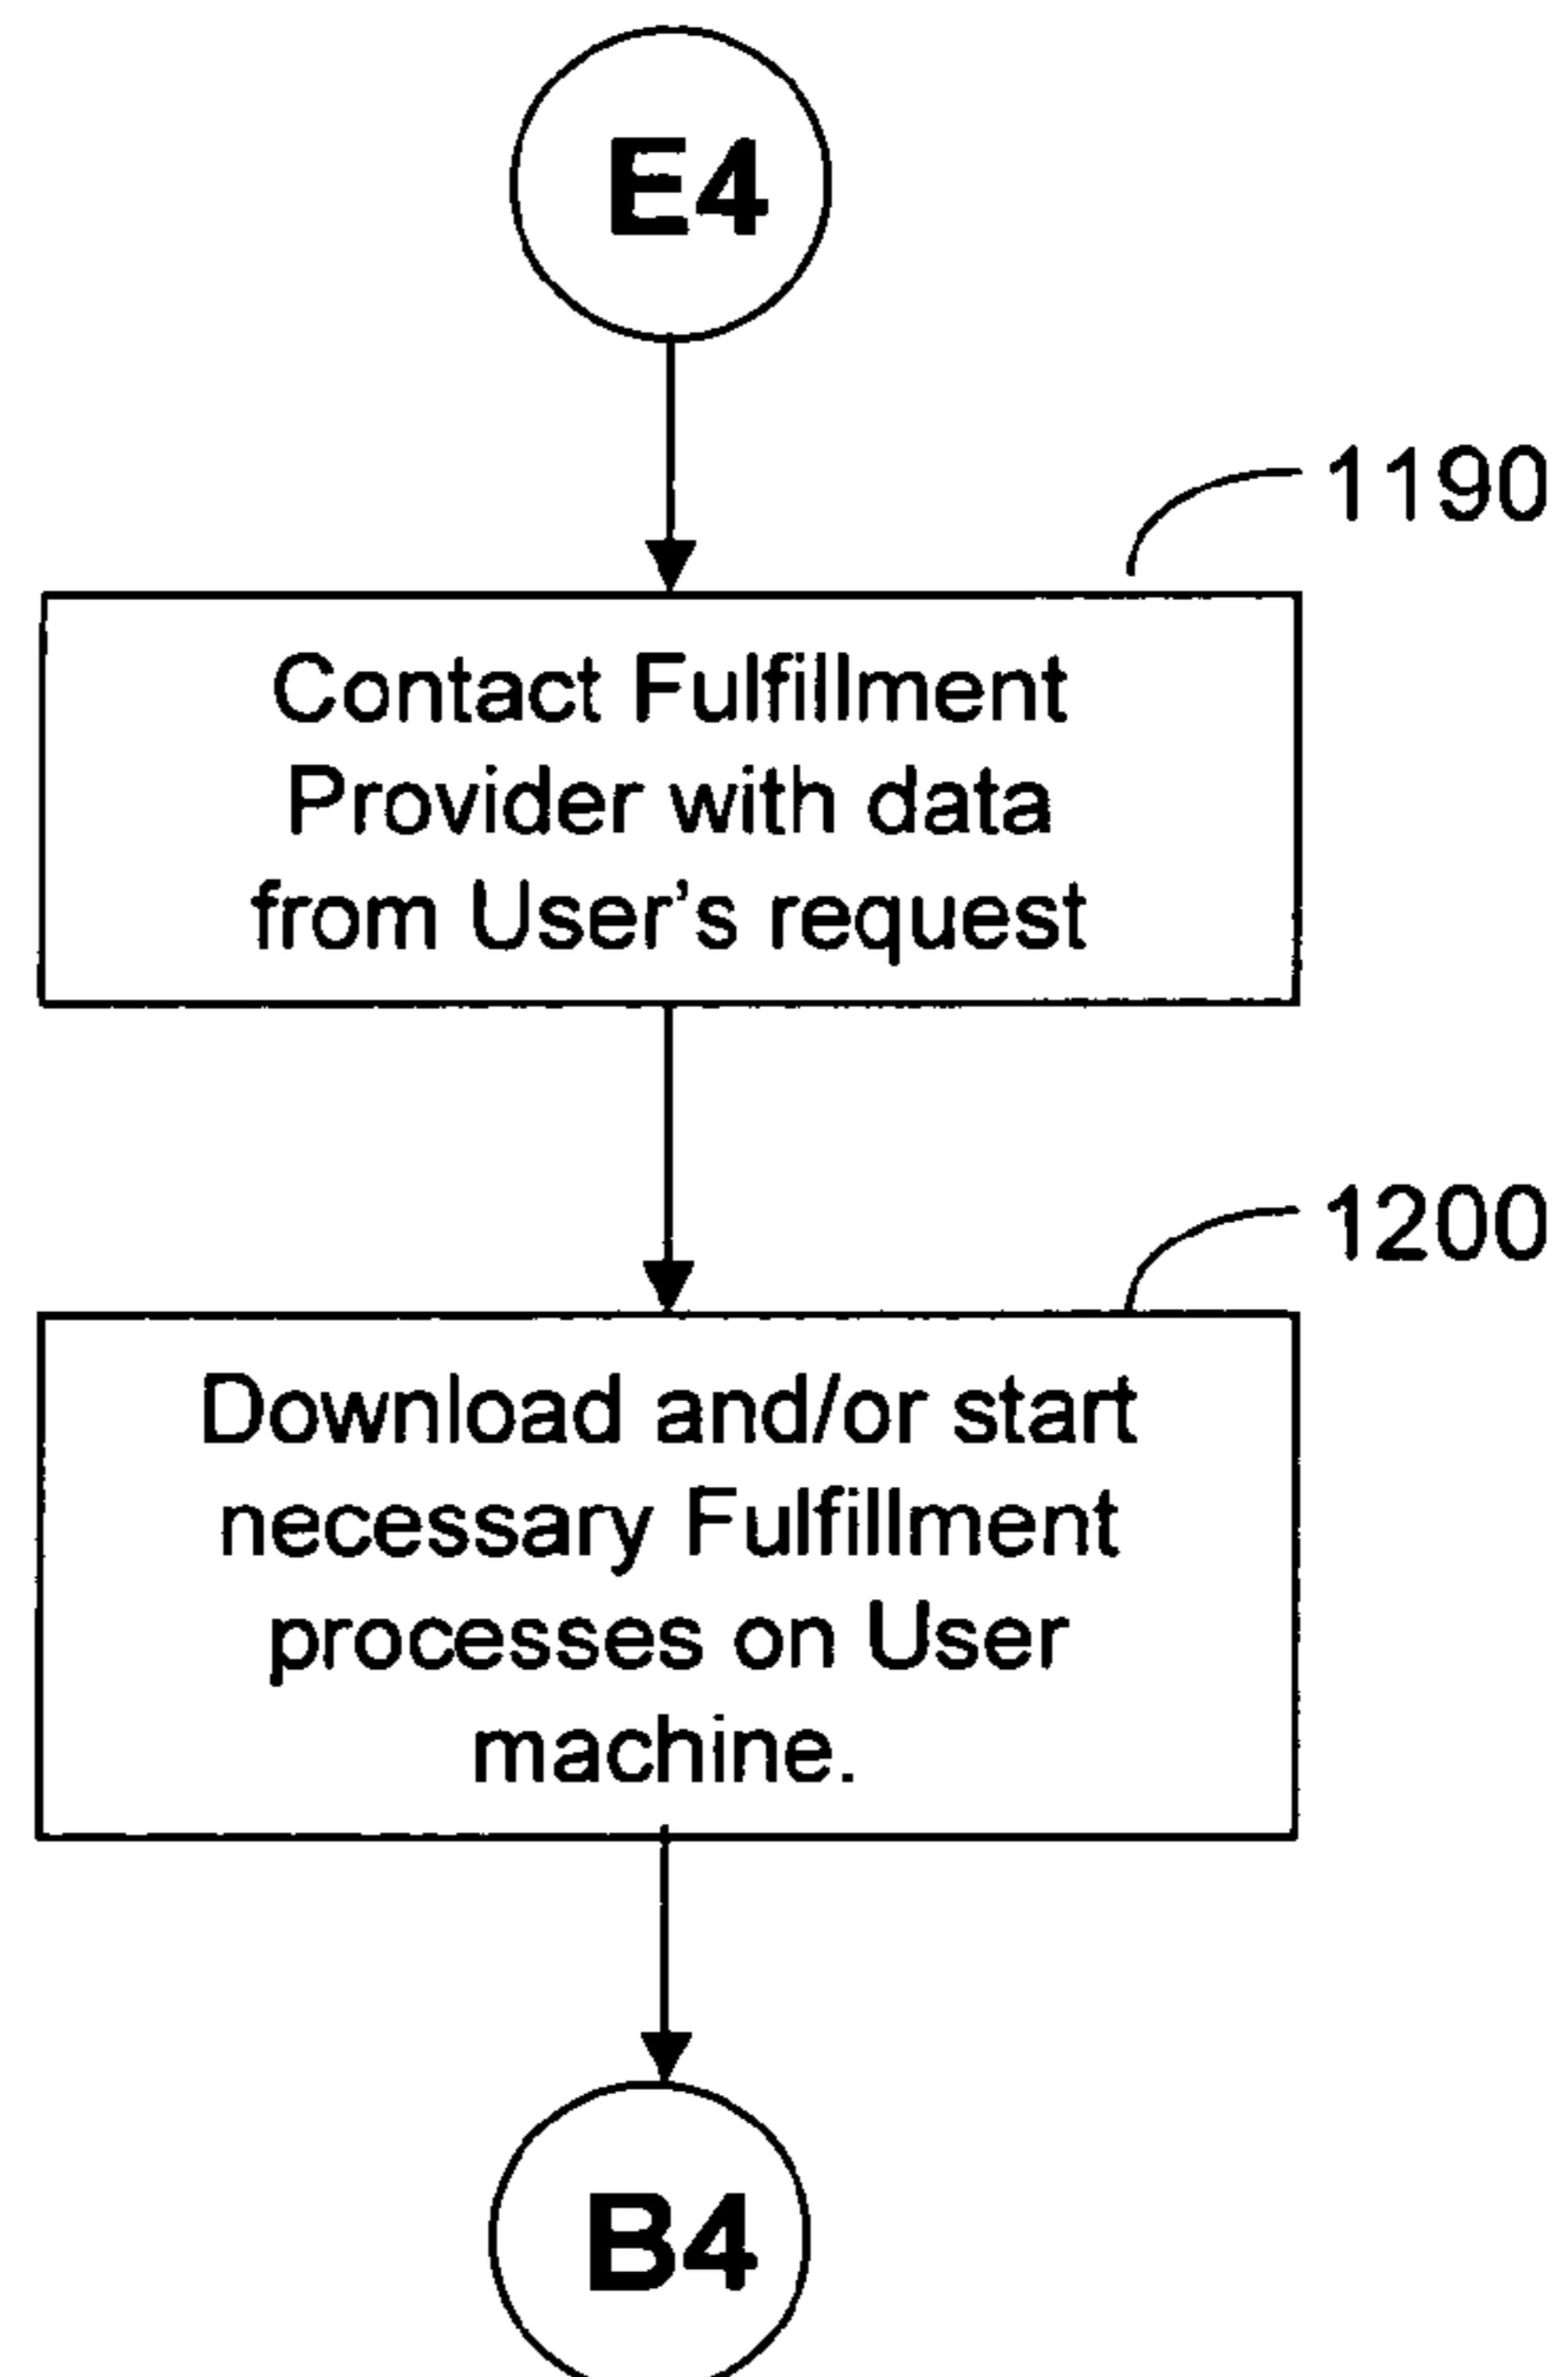 E4
1190
Contact Fulfillment
Provider with data
from User's request
1200
Download and/or start
necessary Fulfillment
processes on User
machine.
B4